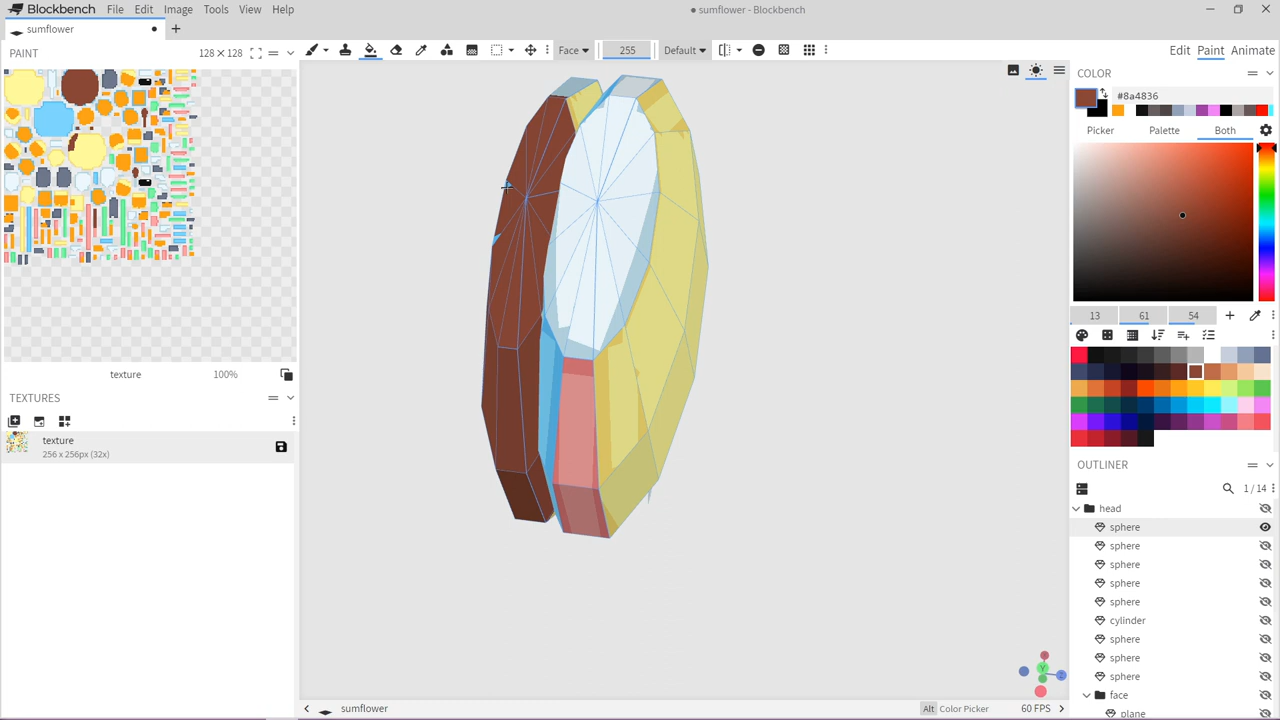 Blockbench File Edit Image Tools View Help
sumflower - Blockbench
sumflower
PAINT 128 × 128
Face 255 Default
Edit Paint Animate
COLOR
#8a4836
Picker Palette Both
13 61 54
texture 225%
TEXTURES
texture
256 x 256px (32x)
OUTLINER
1 / 14
head
sphere
sphere
sphere
sphere
sphere
cylinder
sphere
sphere
sphere
face
plane
sumflower
Alt Color Picker 60 FPS